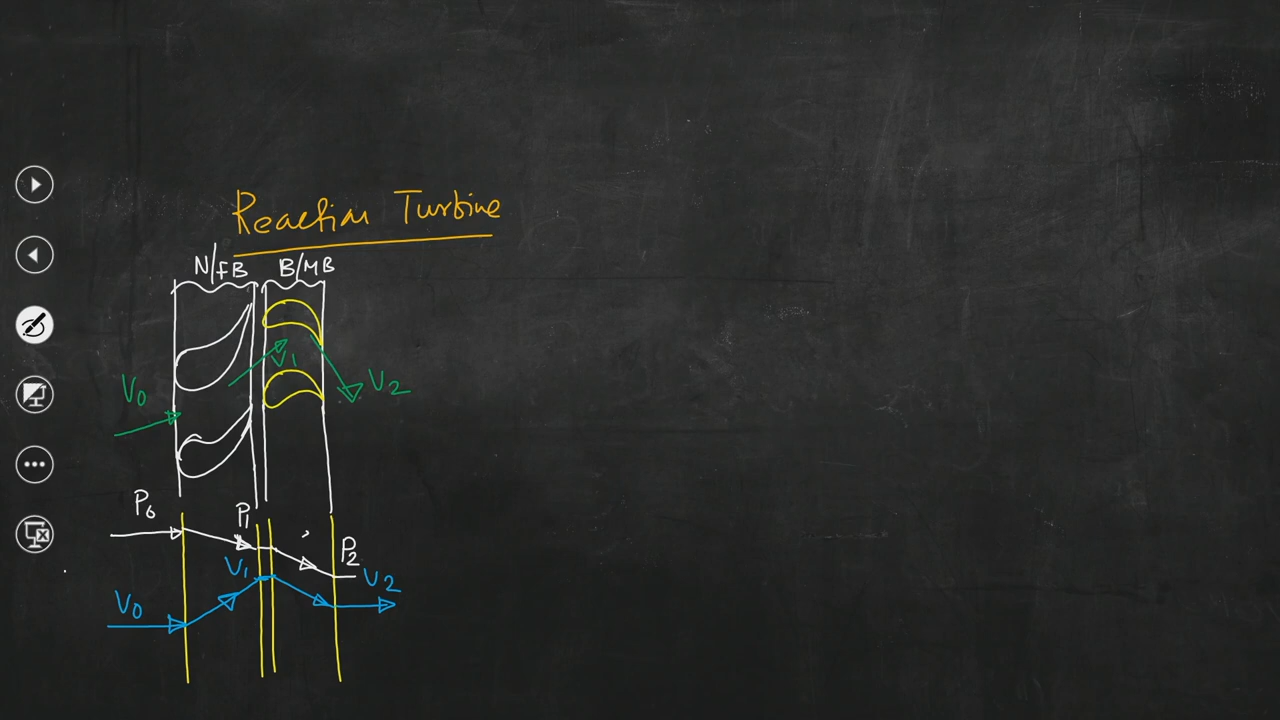 Reaction Turbine
N/FB B/MB
V1
V0 V2
P0 P1
P2
V1 V2
V0